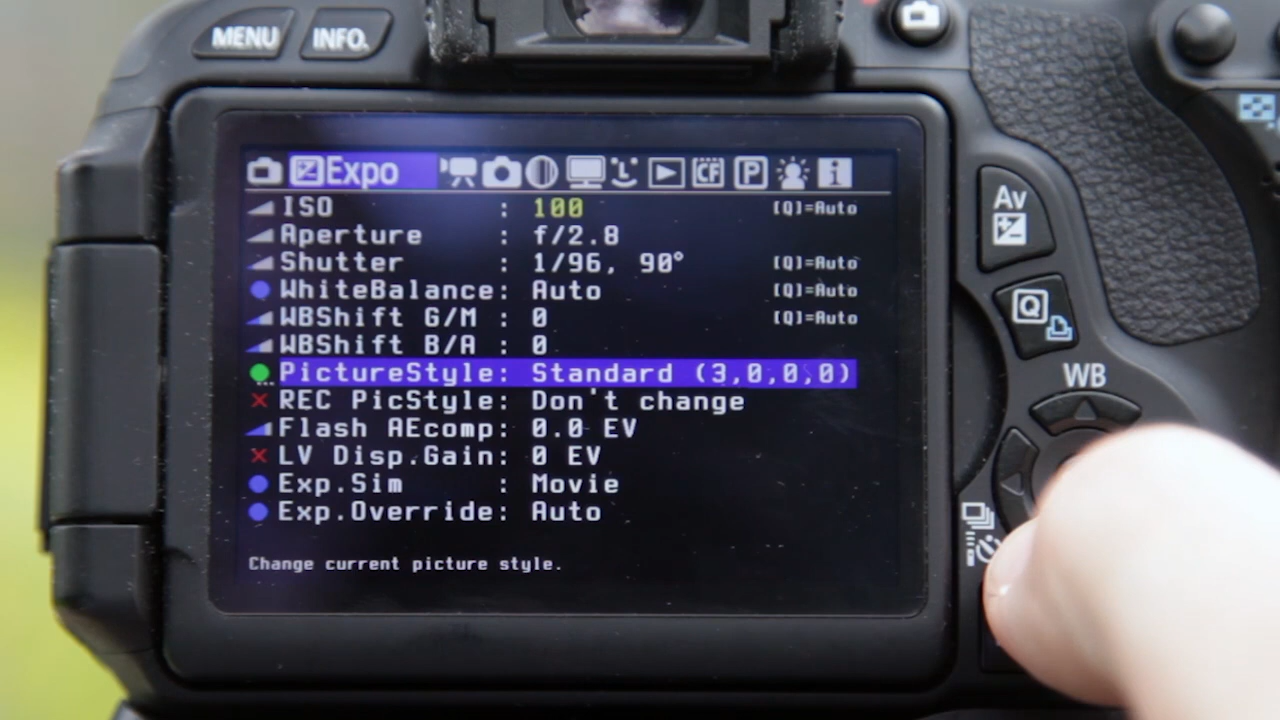 MENU INFO.
Expo CF P i
ISO : 100 [Q]=Auto
Aperture : f/2.8
Shutter : 1/96, 90° [Q]=Auto
WhiteBalance: Auto [Q]=Auto
WBShift G/M : 0 [Q]=Auto
WBShift B/A : 0
PictureStyle: Standard (3,0,0,0)
REC PicStyle: Don't change
Flash AEcomp: 0.0 EV
LV Disp.Gain: 0 EV
Exp.Sim : Movie
Exp.Override: Auto
Change current picture style.
Av
Q
WB